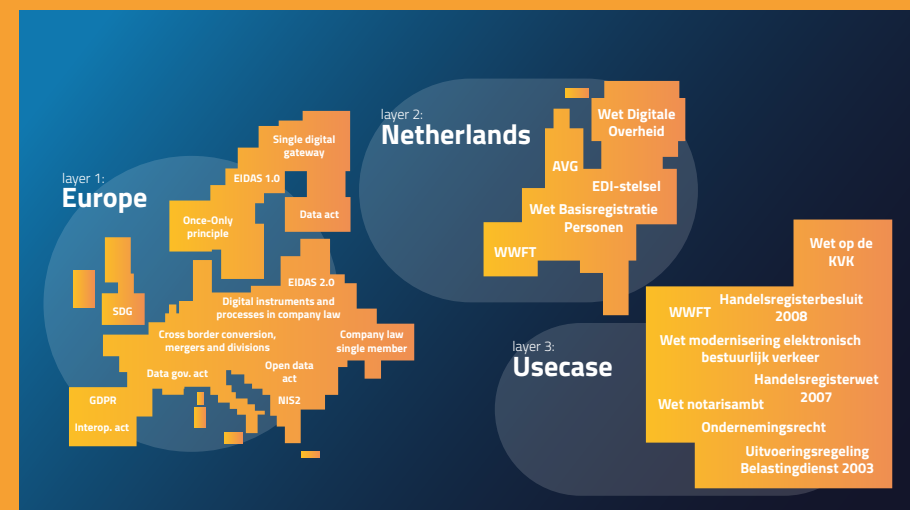 layer 1:
Europe
Single digital
gateway
EIDAS 1.0
Once-Only
principle
Data act
EIDAS 2.0
SDG
Digital instruments and
processes in company law
Cross border conversion,
mergers and divisions
Company law
single member
Data gov. act
Open data
act
GDPR
NIS2
Interop. act
layer 2:
Netherlands
Wet Digitale
Overheid
AVG
EDI-stelsel
Wet Basisregistratie
Personen
WWFT
layer 3:
Usecase
Wet op de
KVK
WWFT
Handelsregisterbesluit
2008
Wet modernisering elektronisch
bestuurlijk verkeer
Handelsregisterwet
2007
Wet notarisambt
Ondernemingsrecht
Uitvoeringsregeling
Belastingdienst 2003